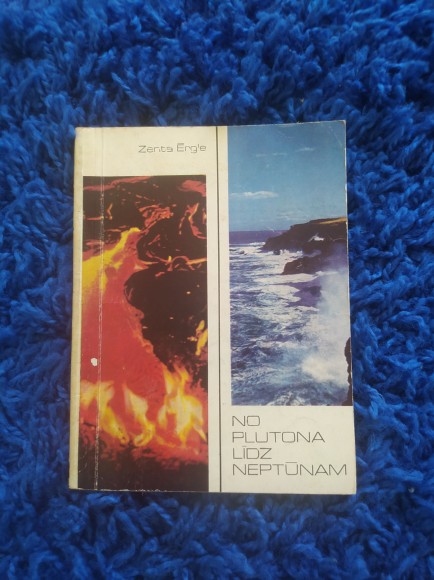 Zenta Ērgle
NO
PLUTONA
LĪDZ
NEPTŪNAM